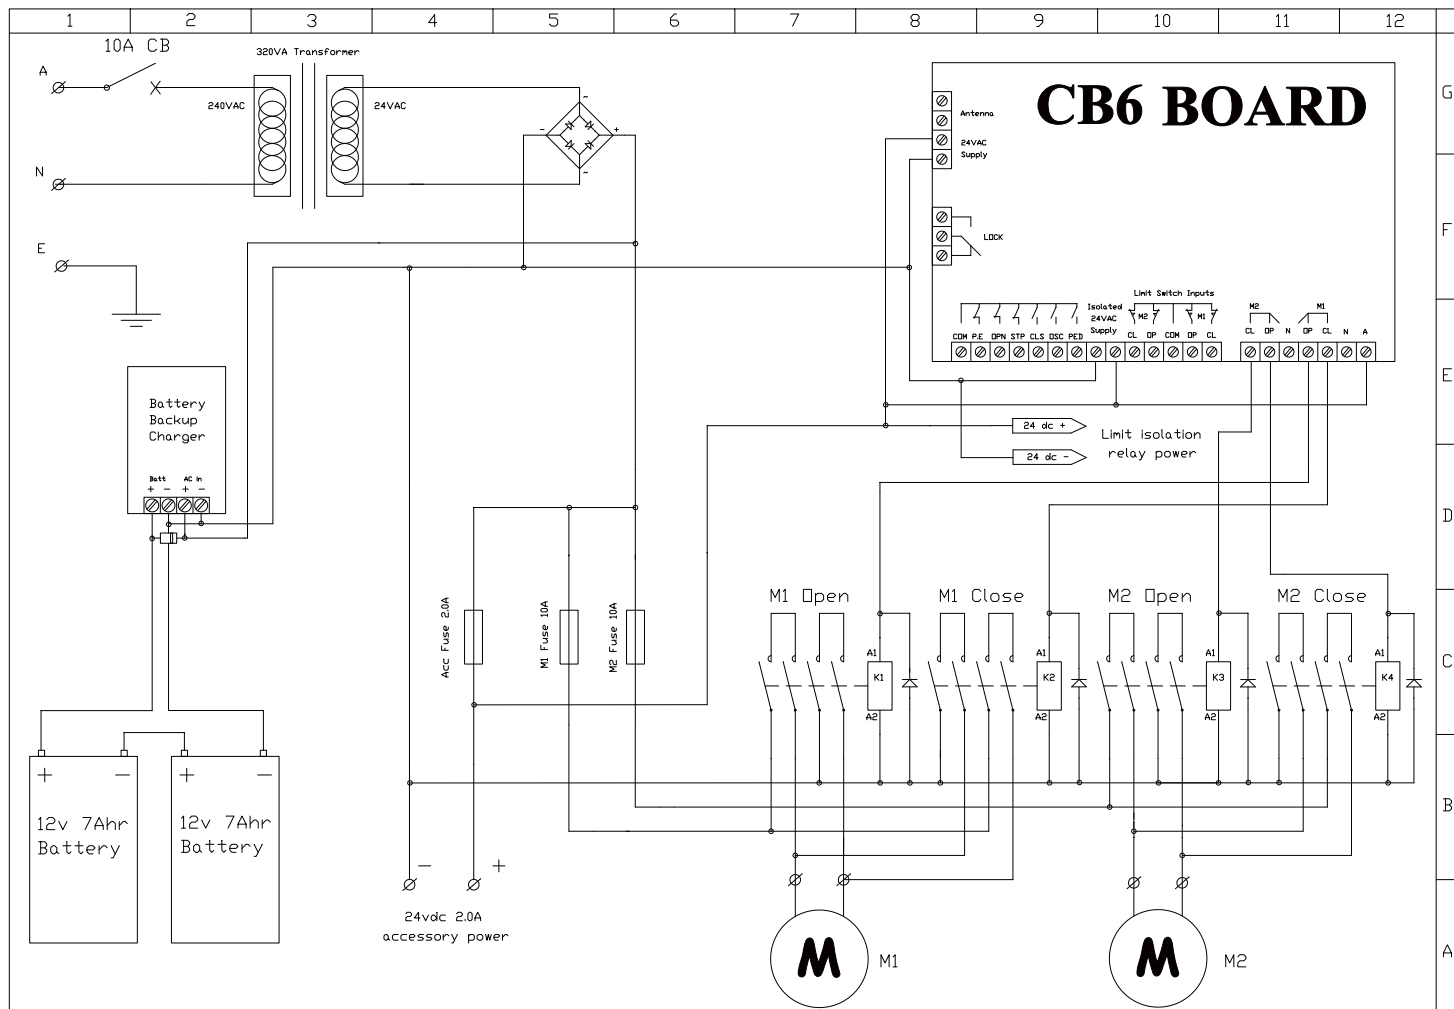 1 2 3 4 5 6 7 8 9 10 11 12
10A CB
320VA Transformer
A
240VAC
24VAC
N
E
~
- +
~
CB6 BOARD
Antenna
24VAC
Supply
LOCK
Limit Switch Inputs
Isolated
24VAC
Supply
M2 M1
M2 M1
COM P.E OPN STP CLS OSC PED
CL OP COM OP CL
CL OP N OP CL N A
G
F
E
D
C
B
A
Battery
Backup
Charger
Batt AC in
+ - + -
24 dc +
24 dc -
Limit isolation
relay power
Acc Fuse 2.0A
M1 Fuse 10A
M2 Fuse 10A
M1 Open
M1 Close
M2 Open
M2 Close
A1 A1 A1 A1
K1 K2 K3 K4
A2 A2 A2 A2
+ - + -
12v 7Ahr
Battery
12v 7Ahr
Battery
- +
24vdc 2.0A
accessory power
M M1
M M2